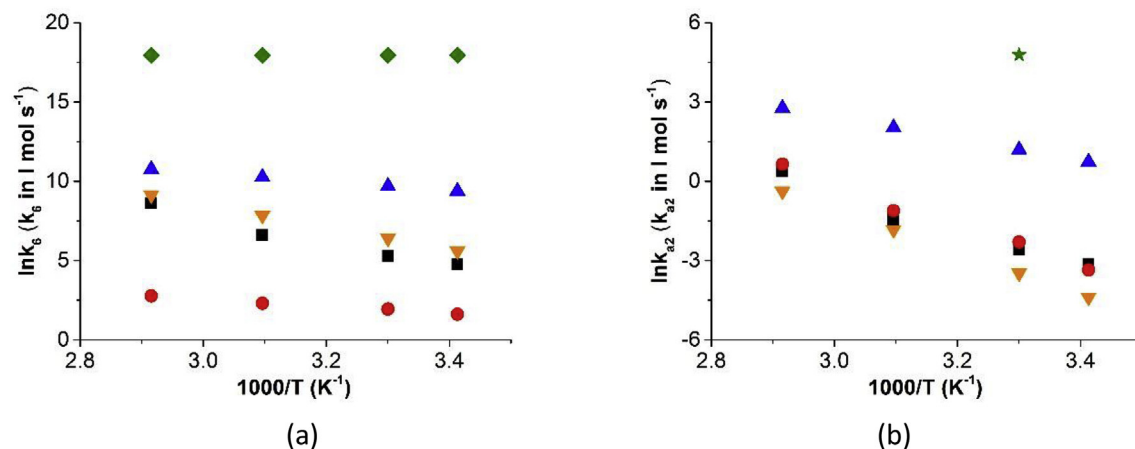 20
15
10
5
0
2.8 3.0 3.2 3.4
lnk6 (k6 in l mol s-1)
1000/T (K-1)
(a)
6
3
0
-3
-6
2.8 3.0 3.2 3.4
lnka2 (ka2 in l mol s-1)
1000/T (K-1)
(b)